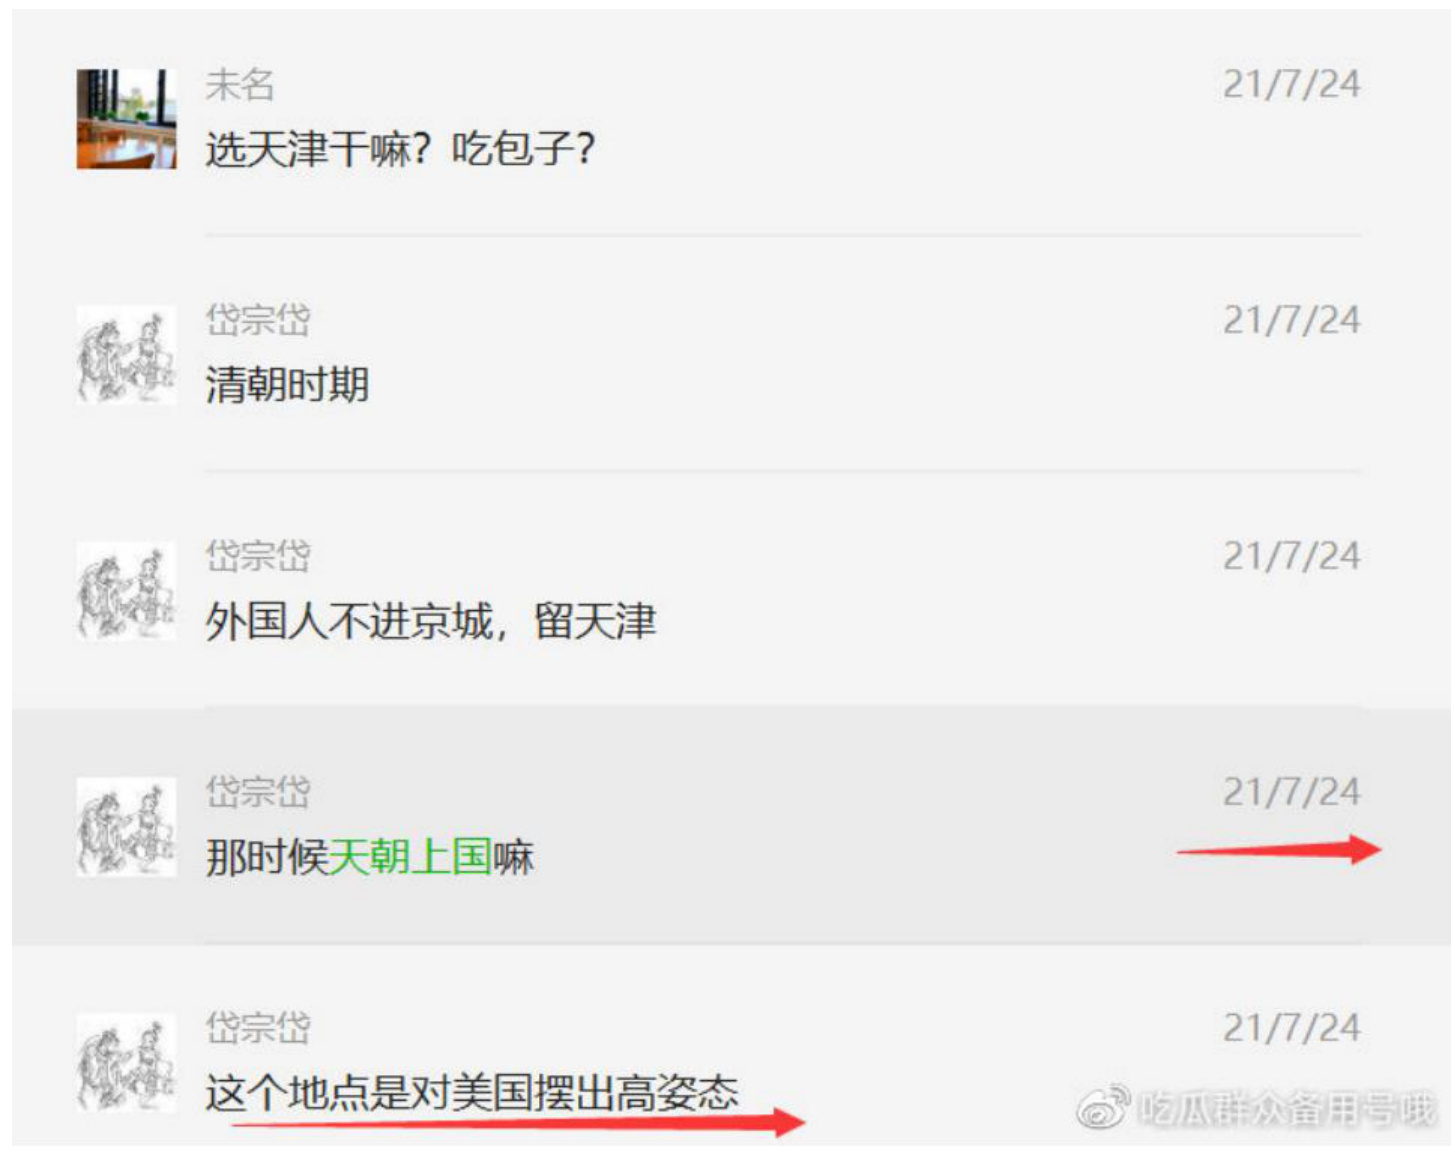 未名
21/7/24
选天津干嘛？吃包子？
岱宗岱
21/7/24
清朝时期
岱宗岱
21/7/24
外国人不进京城，留天津
岱宗岱
21/7/24
那时候天朝上国嘛
岱宗岱
21/7/24
这个地点是对美国摆出高姿态
吃瓜群众备用号哦